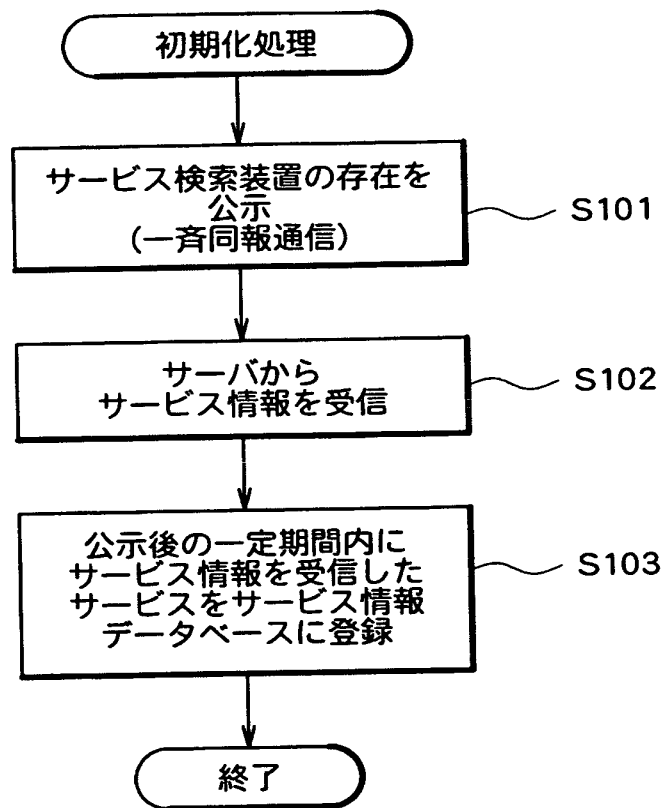 初期化処理
サービス検索装置の存在を
公示
(一斉同報通信)
S101
サーバから
サービス情報を受信
S102
公示後の一定期間内に
サービス情報を受信した
サービスをサービス情報
データベースに登録
S103
終了